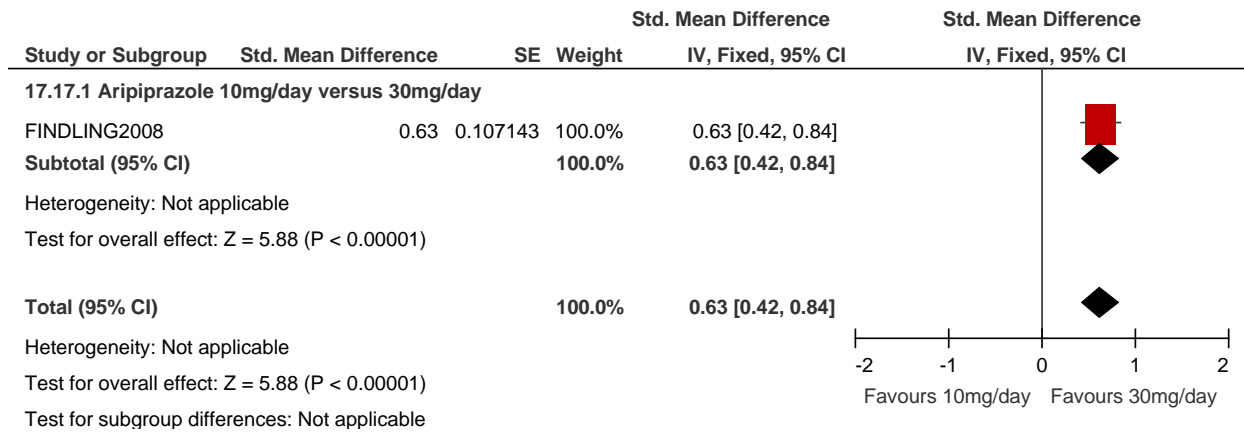 Std. Mean Difference Std. Mean Difference
Study or Subgroup Std. Mean Difference SE Weight IV, Fixed, 95% CI IV, Fixed, 95% CI
17.17.1 Aripiprazole 10mg/day versus 30mg/day
FINDLING2008 0.63 0.107143 100.0% 0.63 [0.42, 0.84]
Subtotal (95% CI) 100.0% 0.63 [0.42, 0.84]
Heterogeneity: Not applicable
Test for overall effect: Z = 5.88 (P < 0.00001)
Total (95% CI) 100.0% 0.63 [0.42, 0.84]
Heterogeneity: Not applicable
Test for overall effect: Z = 5.88 (P < 0.00001)
Test for subgroup differences: Not applicable
-2 -1 0 1 2
Favours 10mg/day Favours 30mg/day